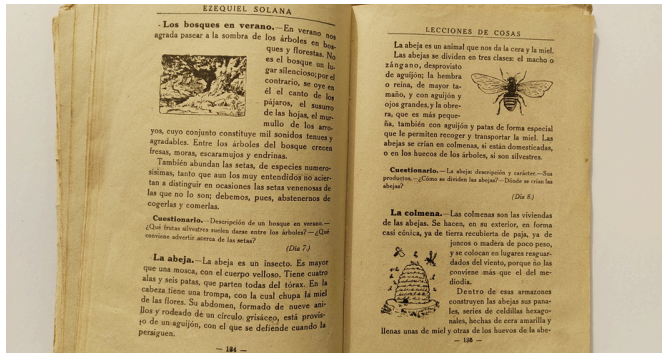 EZEQUIEL SOLANA
Los bosques en verano.—En verano nos
agrada pasear a la sombra de los árboles en bos-
ques y florestas. No
es el bosque un lu-
gar silencioso; por el
contrario, se oye en
él el canto de los
pájaros, el susurro
de las hojas, el mur-
mullo de los arro-
yos, cuyo conjunto constituye mil sonidos tenues y
agradables. Entre los árboles del bosque crecen
fresas, moras, escaramujos y endrinas.
También abundan las setas, de especies numero-
sísimas, tanto que aun los muy entendidos no acier-
tan a distinguir en ocasiones las setas venenosas de
las que no lo son; debemos, pues, abstenernos de
cogerlas y comerlas.
Cuestionario.—Descripción de un bosque en verano.—
¿Qué frutas silvestres suelen darse entre los árboles?—¿Qué
conviene advertir acerca de las setas?
(Día 7.)
La abeja.—La abeja es un insecto. Es mayor
que una mosca, con el cuerpo velloso. Tiene cuatro
alas y seis patas, que parten todas del tórax. En la
cabeza tiene una trompa, con la cual chupa la miel
de las flores. Su abdomen, formado de nueve ani-
llos y rodeado de un círculo grisáceo, está provis-
to de un aguijón, con el que se defiende cuando la
persiguen.
— 134 —
LECCIONES DE COSAS
La abeja es un animal que nos da la cera y la miel.
Las abejas se dividen en tres clases: el macho o
zángano, desprovisto
de aguijón; la hembra
o reina, de mayor ta-
maño, y con aguijón y
ojos grandes, y la obre-
ra, que es más peque-
ña, también con aguijón y patas de forma especial
que le permiten recoger y transportar la miel. Las
abejas se crían en colmenas, si están domesticadas,
o en los huecos de los árboles, si son silvestres.
Cuestionario.—La abeja: descripción y carácter.—Sus
productos.—¿Cómo se dividen las abejas?—Dónde se crían las
abejas?
(Día 8.)
La colmena.—Las colmenas son las viviendas
de las abejas. Se hacen, en su exterior, en forma
casi cónica, ya de tierra recubierta de paja, ya de
juncos o madera de poco peso,
y se colocan en lugares resguar-
dados del viento, porque no las
conviene más que el del me-
diodía.
Dentro de esas armazones
construyen las abejas sus pana-
les, series de celdillas hexago-
nales, hechas de cera amarilla y
llenas unas de miel y otras de los huevos de la abe-
— 135 —